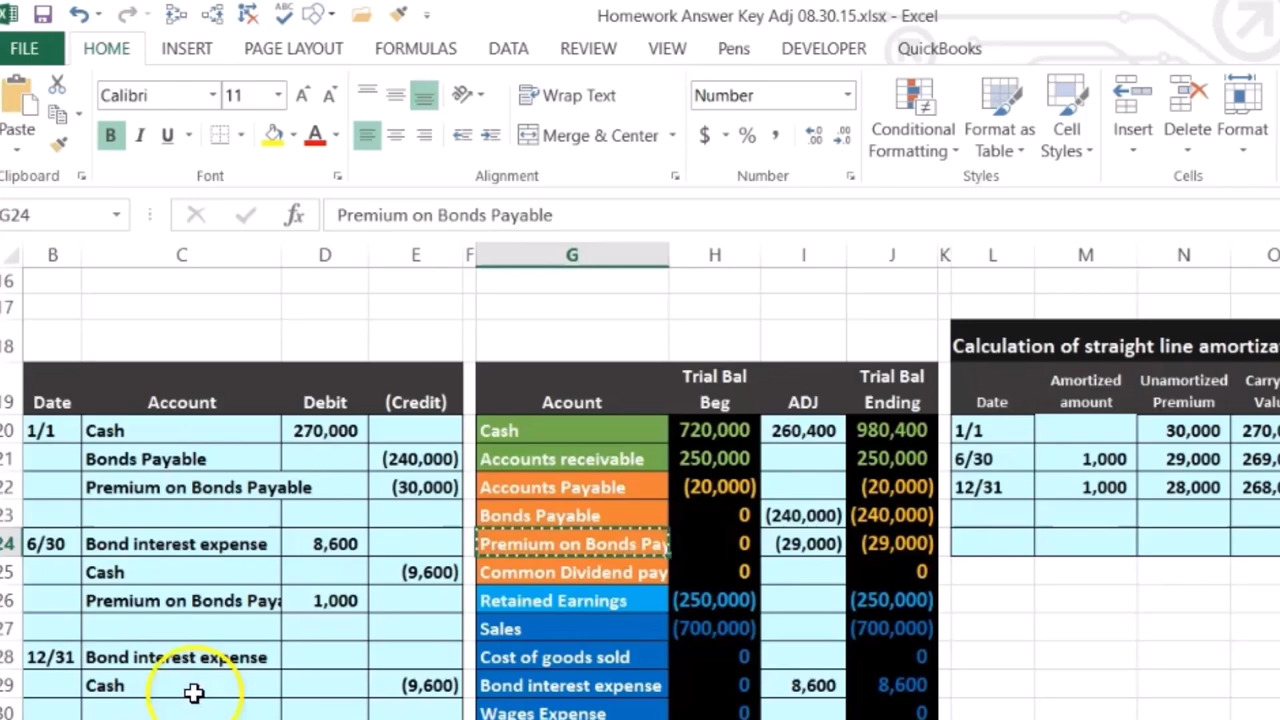 Homework Answer Key Adj 08.30.15.xlsx - Excel
FILE HOME INSERT PAGE LAYOUT FORMULAS DATA REVIEW VIEW Pens DEVELOPER QuickBooks
Calibri 11 Wrap Text Number
Paste B I U Merge & Center $ % Conditional Formatting Format as Table Cell Styles Insert Delete Format
Clipboard Font Alignment Number Styles Cells
G24 fx Premium on Bonds Payable
B C D E F G H I J K L M N O
16
17
18 Calculation of straight line amortiza
19 Date Account Debit (Credit) Acount Trial Bal Beg ADJ Trial Bal Ending Date Amortized amount Unamortized Premium Carry Valu
20 1/1 Cash 270,000 Cash 720,000 260,400 980,400 1/1 30,000 270,0
21 Bonds Payable (240,000) Accounts receivable 250,000 250,000 6/30 1,000 29,000 269,0
22 Premium on Bonds Payable (30,000) Accounts Payable (20,000) (20,000) 12/31 1,000 28,000 268,0
23 Bonds Payable 0 (240,000) (240,000)
24 6/30 Bond interest expense 8,600 Premium on Bonds Pay 0 (29,000) (29,000)
25 Cash (9,600) Common Dividend pay 0 0
26 Premium on Bonds Paya 1,000 Retained Earnings (250,000) (250,000)
27 Sales (700,000) (700,000)
28 12/31 Bond interest expense Cost of goods sold 0 0
29 Cash (9,600) Bond interest expense 0 8,600 8,600
30 Wages Expense 0 0